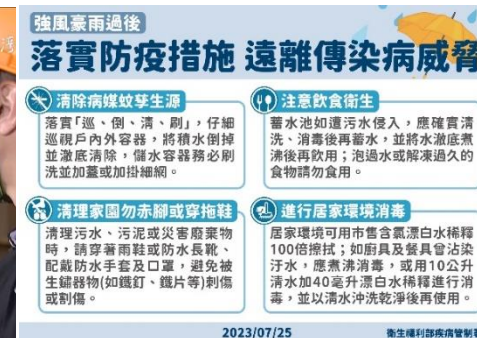 強風豪雨過後
落實防疫措施 遠離傳染病威脅
清除病媒蚊孳生源
落實「巡、倒、清、刷」，仔細
巡視戶內外容器，將積水倒掉
並澈底清除，儲水容器務必刷
洗並加蓋或加掛細網。
注意飲食衛生
蓄水池如遭污水侵入，應確實清
洗、消毒後再蓄水，並將水澈底煮
沸後再飲用；泡過水或解凍過久的
食物請勿食用。
清理家園勿赤腳或穿拖鞋
清理污水、污泥或災害廢棄物
時，請穿著雨鞋或防水長靴、
配戴防水手套及口罩，避免被
生鏽器物(如鐵釘、鐵片等)刺傷
或割傷。
進行居家環境消毒
居家環境可用市售含氯漂白水稀釋
100倍擦拭；如廚具及餐具曾沾染
汙水，應煮沸消毒，或用10公升
清水加40毫升漂白水稀釋進行消
毒，並以清水沖洗乾淨後再使用。
2023/07/25
衛生福利部疾病管制署